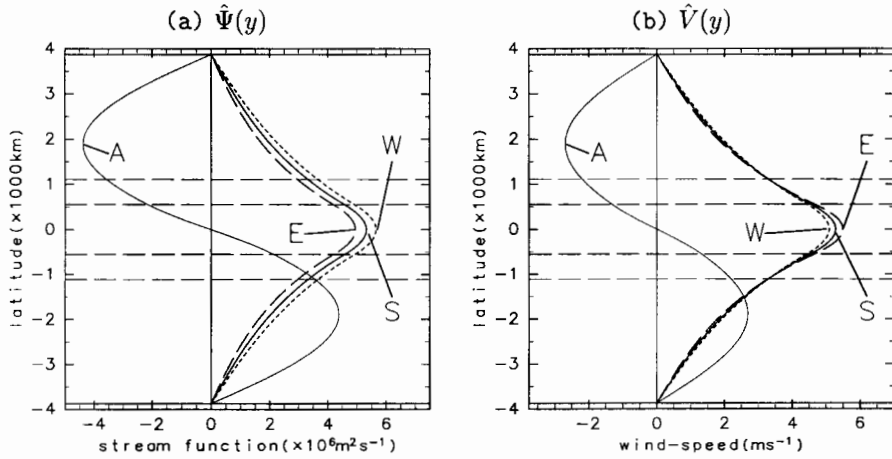 (a) Ψ̂(y)
4
3
2
1
0
−1
−2
−3
−4
latitude(×1000km)
A
W
E
S
−4 −2 0 2 4 6
stream function(×10⁶m²s⁻¹)
(b) V̂(y)
4
3
2
1
0
−1
−2
−3
−4
latitude(×1000km)
A
E
W
S
−4 −2 0 2 4 6
wind-speed(ms⁻¹)